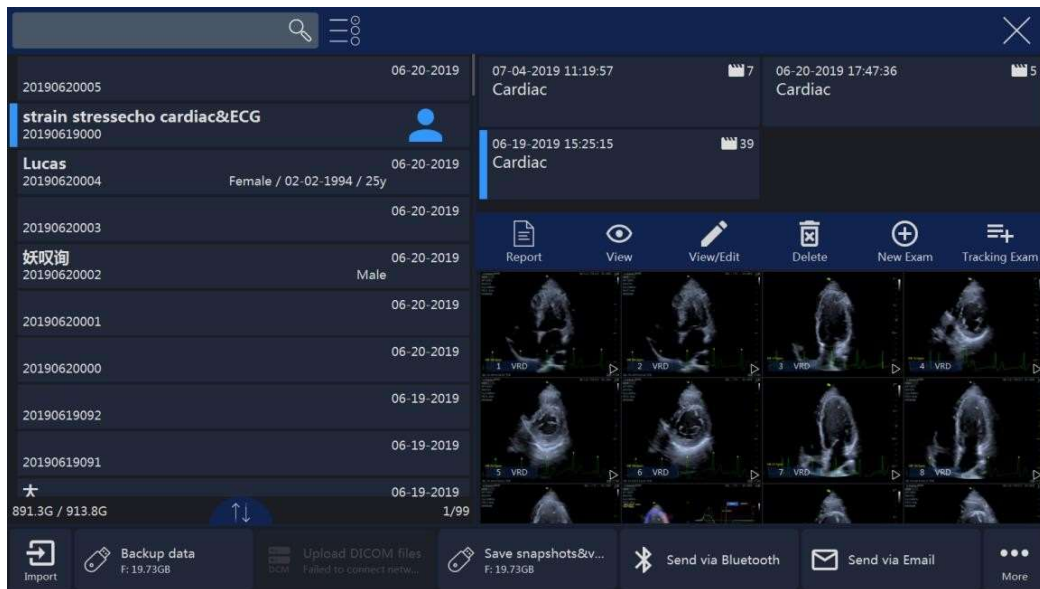 06-20-2019
20190620005
strain stressecho cardiac&ECG
20190619000
Lucas
06-20-2019
20190620004
Female / 02-02-1994 / 25y
06-20-2019
20190620003
妖叹询
06-20-2019
20190620002
Male
06-20-2019
20190620001
06-20-2019
20190620000
06-19-2019
20190619092
06-19-2019
20190619091
06-19-2019
891.3G / 913.8G
1/99
07-04-2019 11:19:57
7
Cardiac
06-20-2019 17:47:36
5
Cardiac
06-19-2019 15:25:15
39
Cardiac
Report
View
View/Edit
Delete
New Exam
Tracking Exam
1 VRD
2 VRD
3 VRD
4 VRD
5 VRD
6 VRD
7 VRD
8 VRD
Import
Backup data
F: 19.73GB
DCM
Upload DICOM files
Failed to connect netw...
Save snapshots&v...
F: 19.73GB
Send via Bluetooth
Send via Email
More